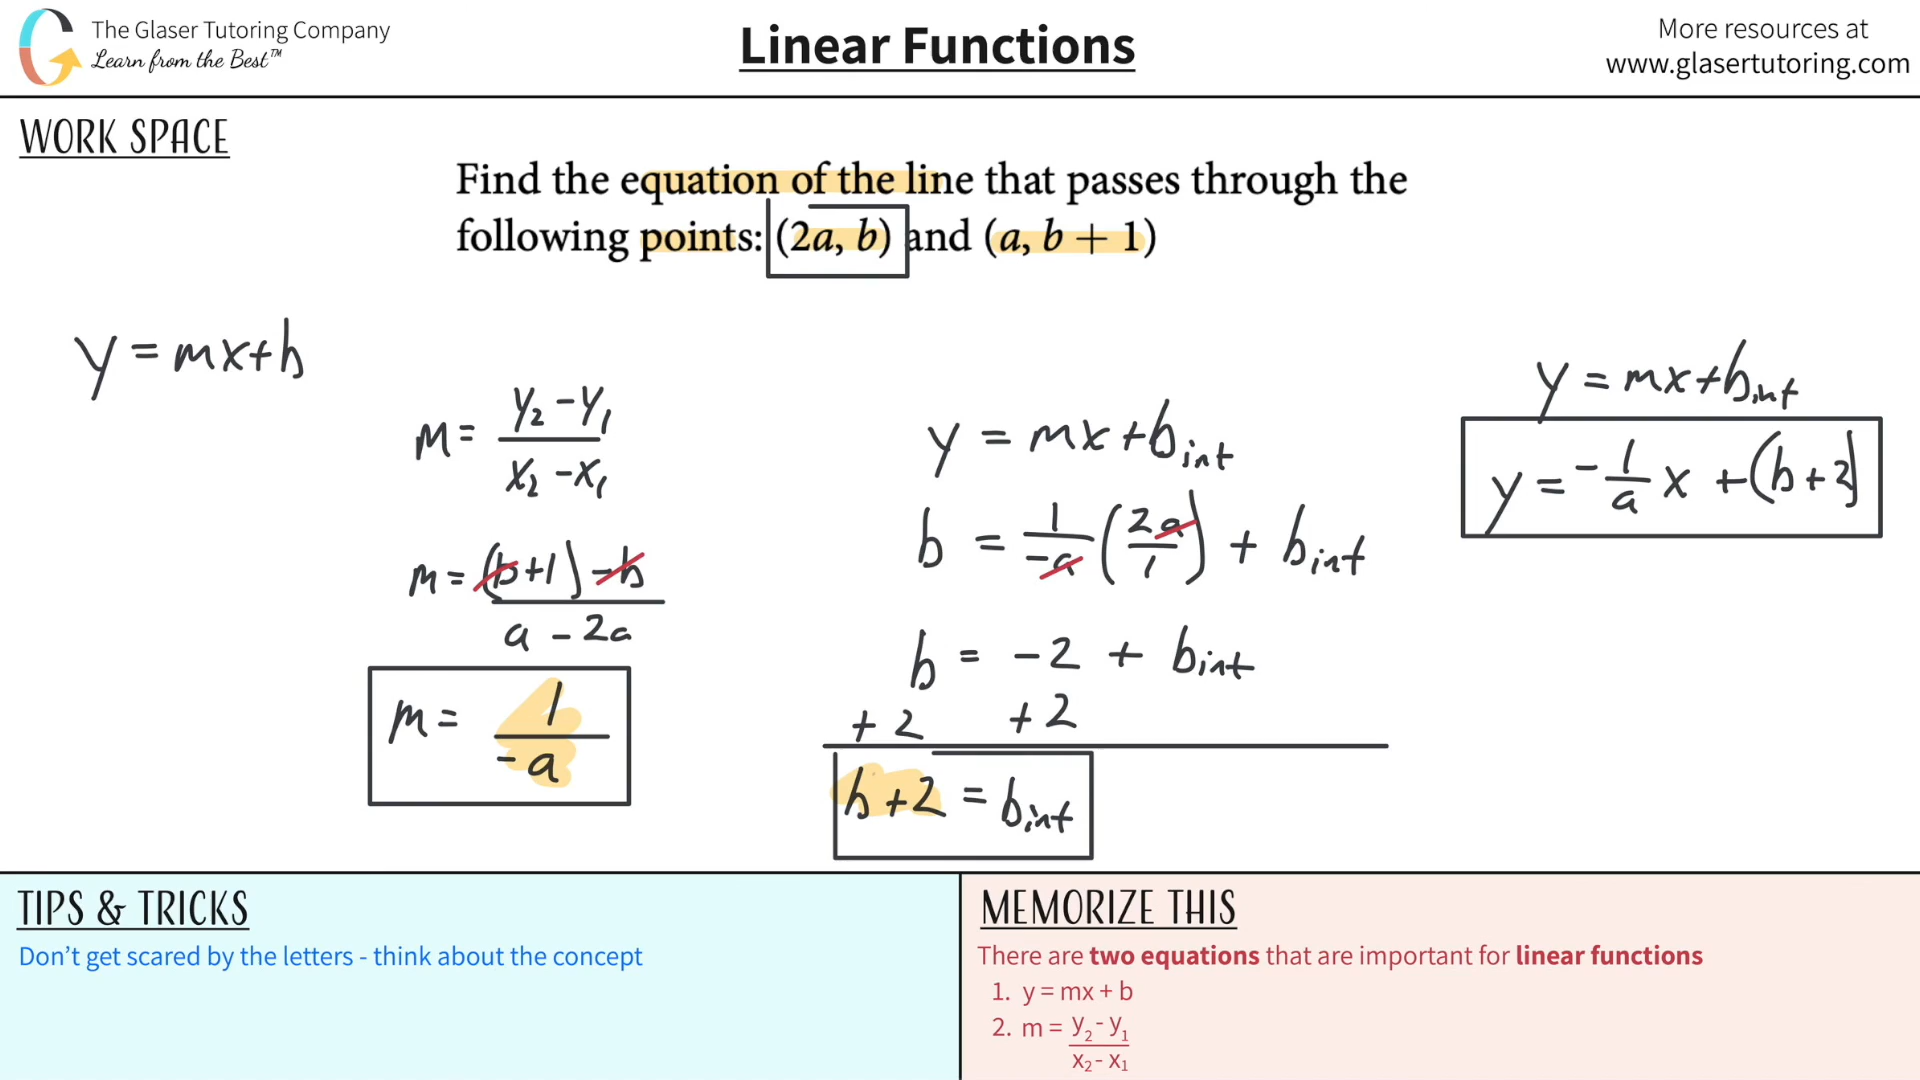 The Glaser Tutoring Company
Learn from the Best™
Linear Functions
More resources at
www.glasertutoring.com
WORK SPACE
Find the equation of the line that passes through the
following points: (2a, b) and (a, b + 1)
y = mx+b
m = (y₂ - y₁)/(x₂ - x₁)
m = ((b+1) - b)/(a - 2a)
m = 1/(-a)
y = mx + b_int
b = 1/(-a) (2a/1) + b_int
b = -2 + b_int
+2 +2
b+2 = b_int
y = mx+b_int
y = -1/a x + (b+2)
TIPS & TRICKS
Don’t get scared by the letters - think about the concept
MEMORIZE THIS
There are two equations that are important for linear functions
1. y = mx + b
2. m = (y₂ - y₁)/(x₂ - x₁)